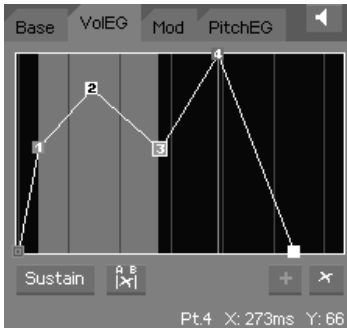 Base VolEG Mod PitchEG
4
2
1 3
Sustain A B |x| + x
Pt.4 X: 273ms Y: 66